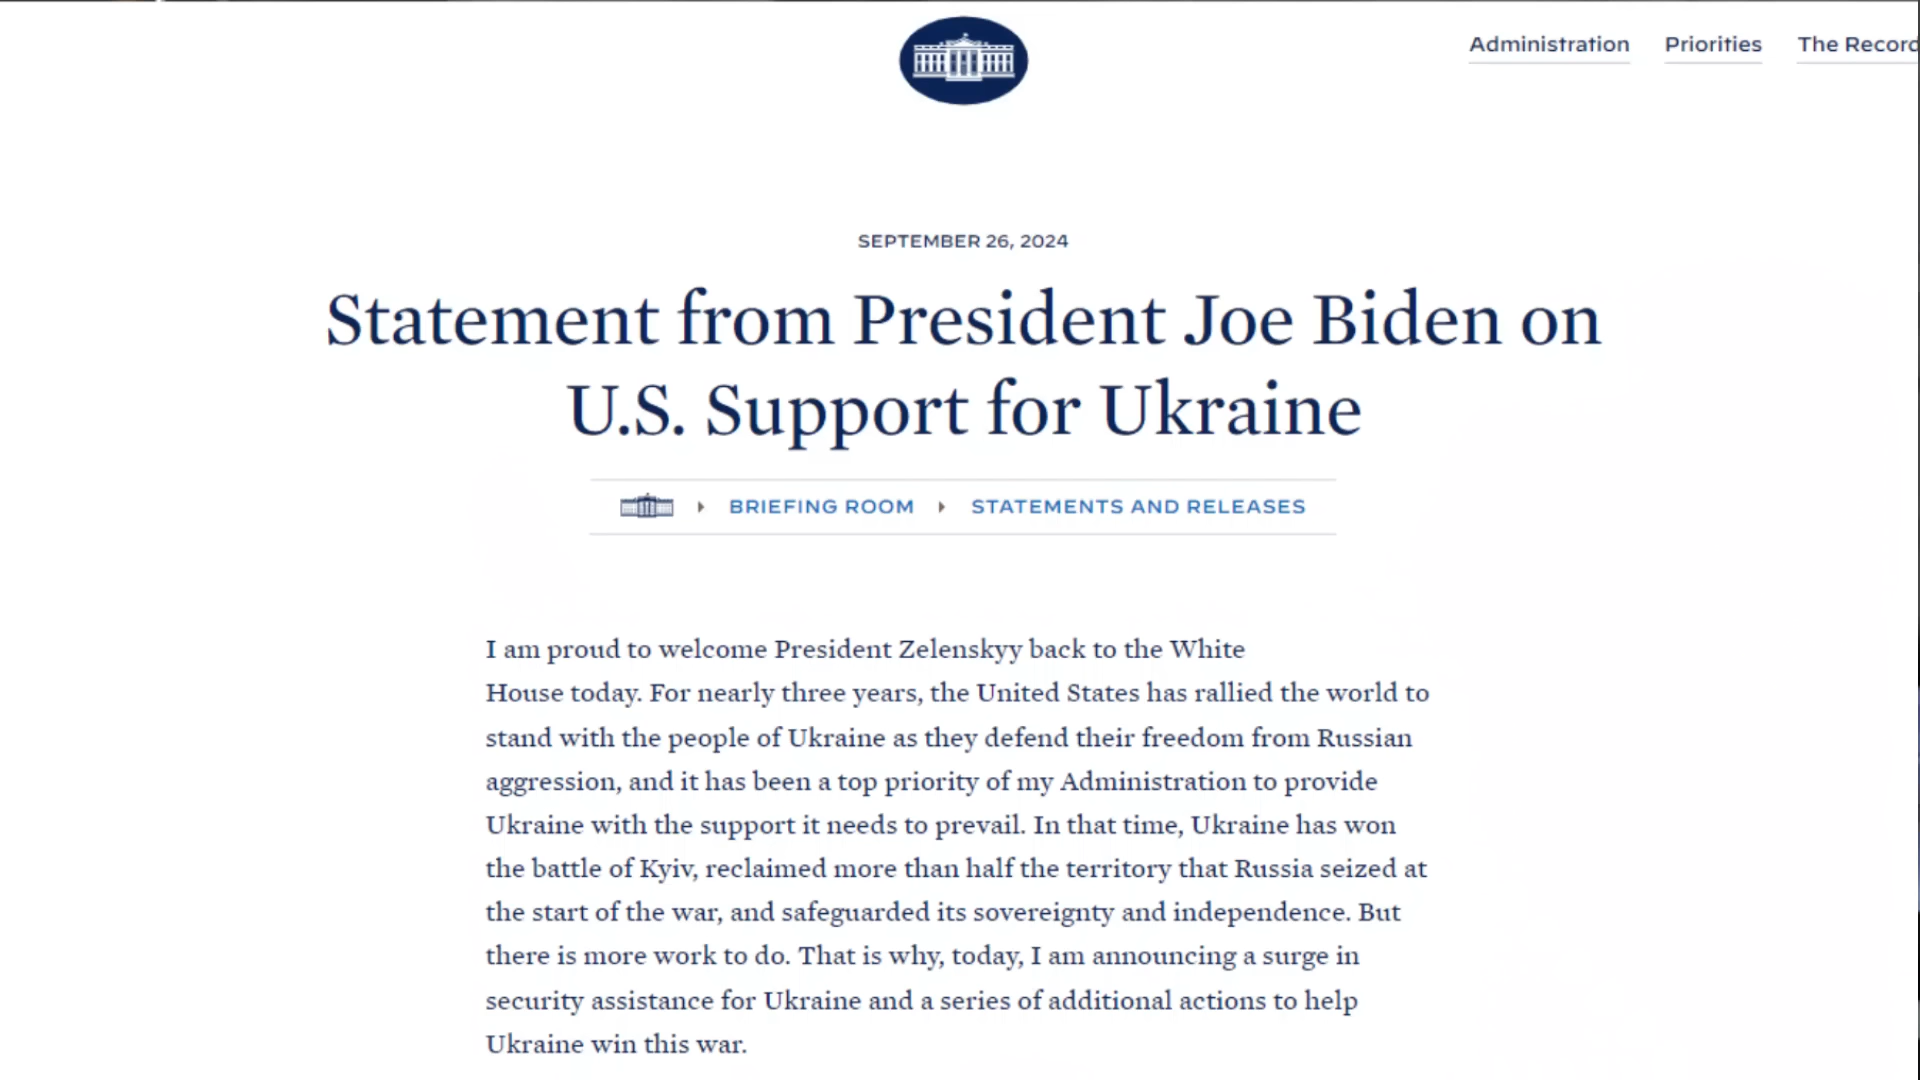 Administration Priorities The Record
SEPTEMBER 26, 2024
Statement from President Joe Biden on
U.S. Support for Ukraine
BRIEFING ROOM STATEMENTS AND RELEASES
I am proud to welcome President Zelenskyy back to the White
House today. For nearly three years, the United States has rallied the world to
stand with the people of Ukraine as they defend their freedom from Russian
aggression, and it has been a top priority of my Administration to provide
Ukraine with the support it needs to prevail. In that time, Ukraine has won
the battle of Kyiv, reclaimed more than half the territory that Russia seized at
the start of the war, and safeguarded its sovereignty and independence. But
there is more work to do. That is why, today, I am announcing a surge in
security assistance for Ukraine and a series of additional actions to help
Ukraine win this war.